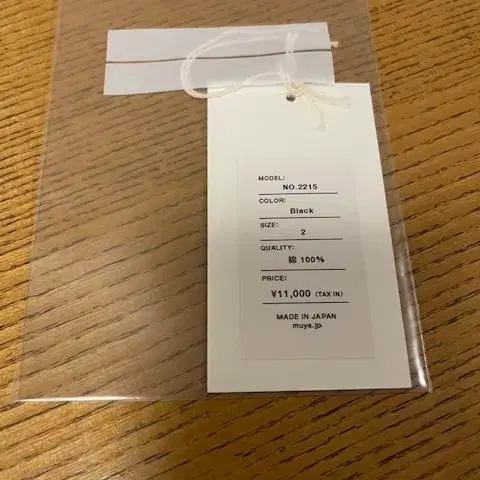 MODEL:
NO.2215
COLOR:
Black
SIZE:
2
QUALITY:
綿 100%
PRICE:
¥11,000 (TAX IN)
MADE IN JAPAN
muya.jp